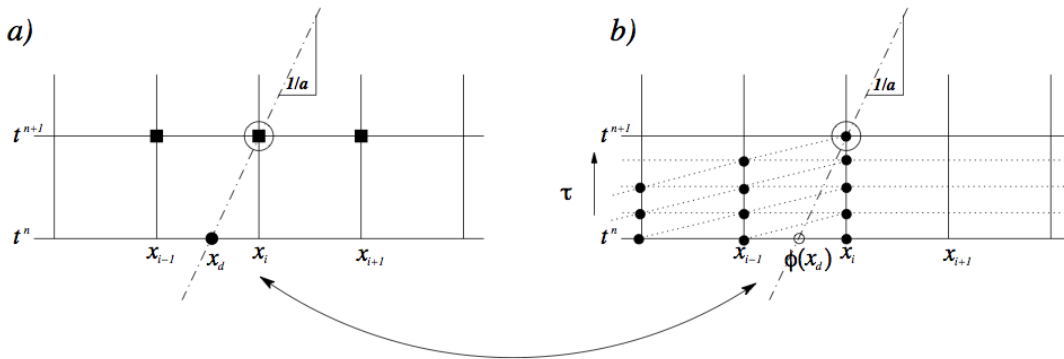 a)
1/a
t^{n+1}
t^n
x_{i-1}
x_d
x_i
x_{i+1}
b)
1/a
t^{n+1}
τ
t^n
x_{i-1}
ϕ(x_d)
x_i
x_{i+1}